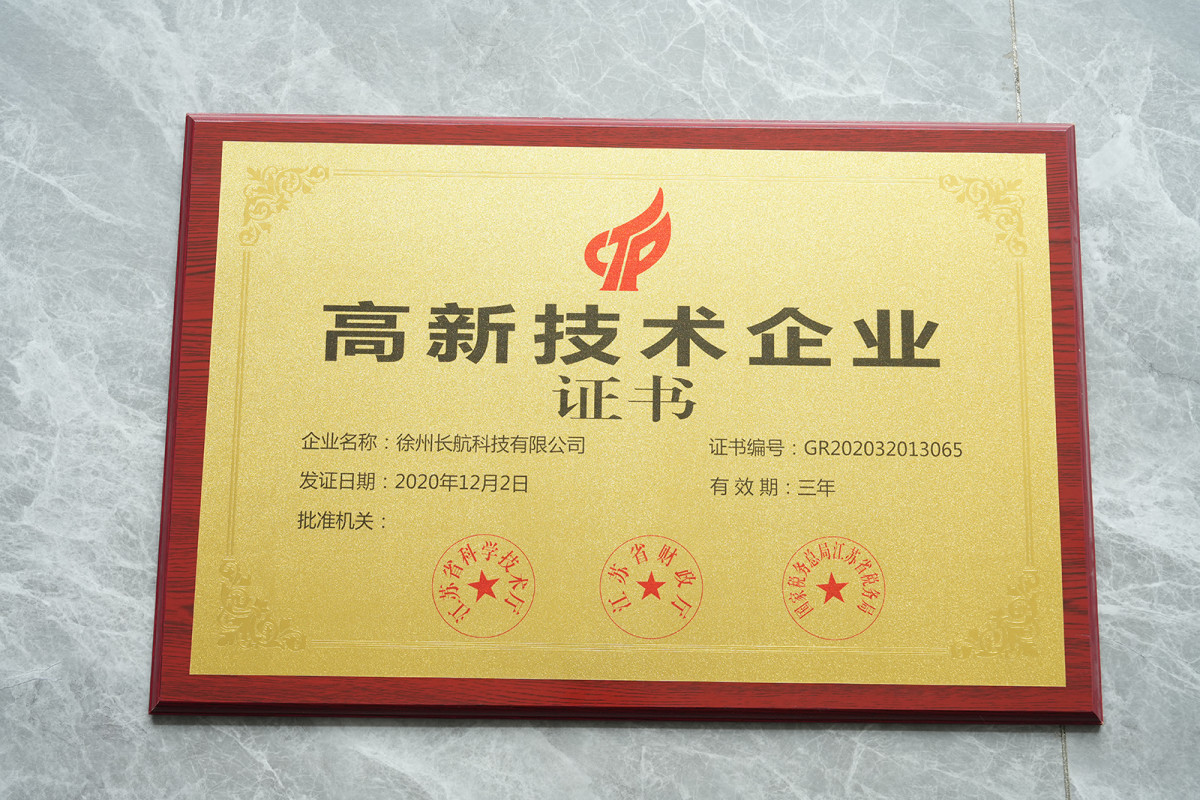 CTP
高新技术企业
证书
企业名称：徐州长航科技有限公司
证书编号：GR202032013065
发证日期：2020年12月2日
有效期：三年
批准机关：
江苏省科学技术厅
江苏省财政厅
国家税务总局江苏省税务局